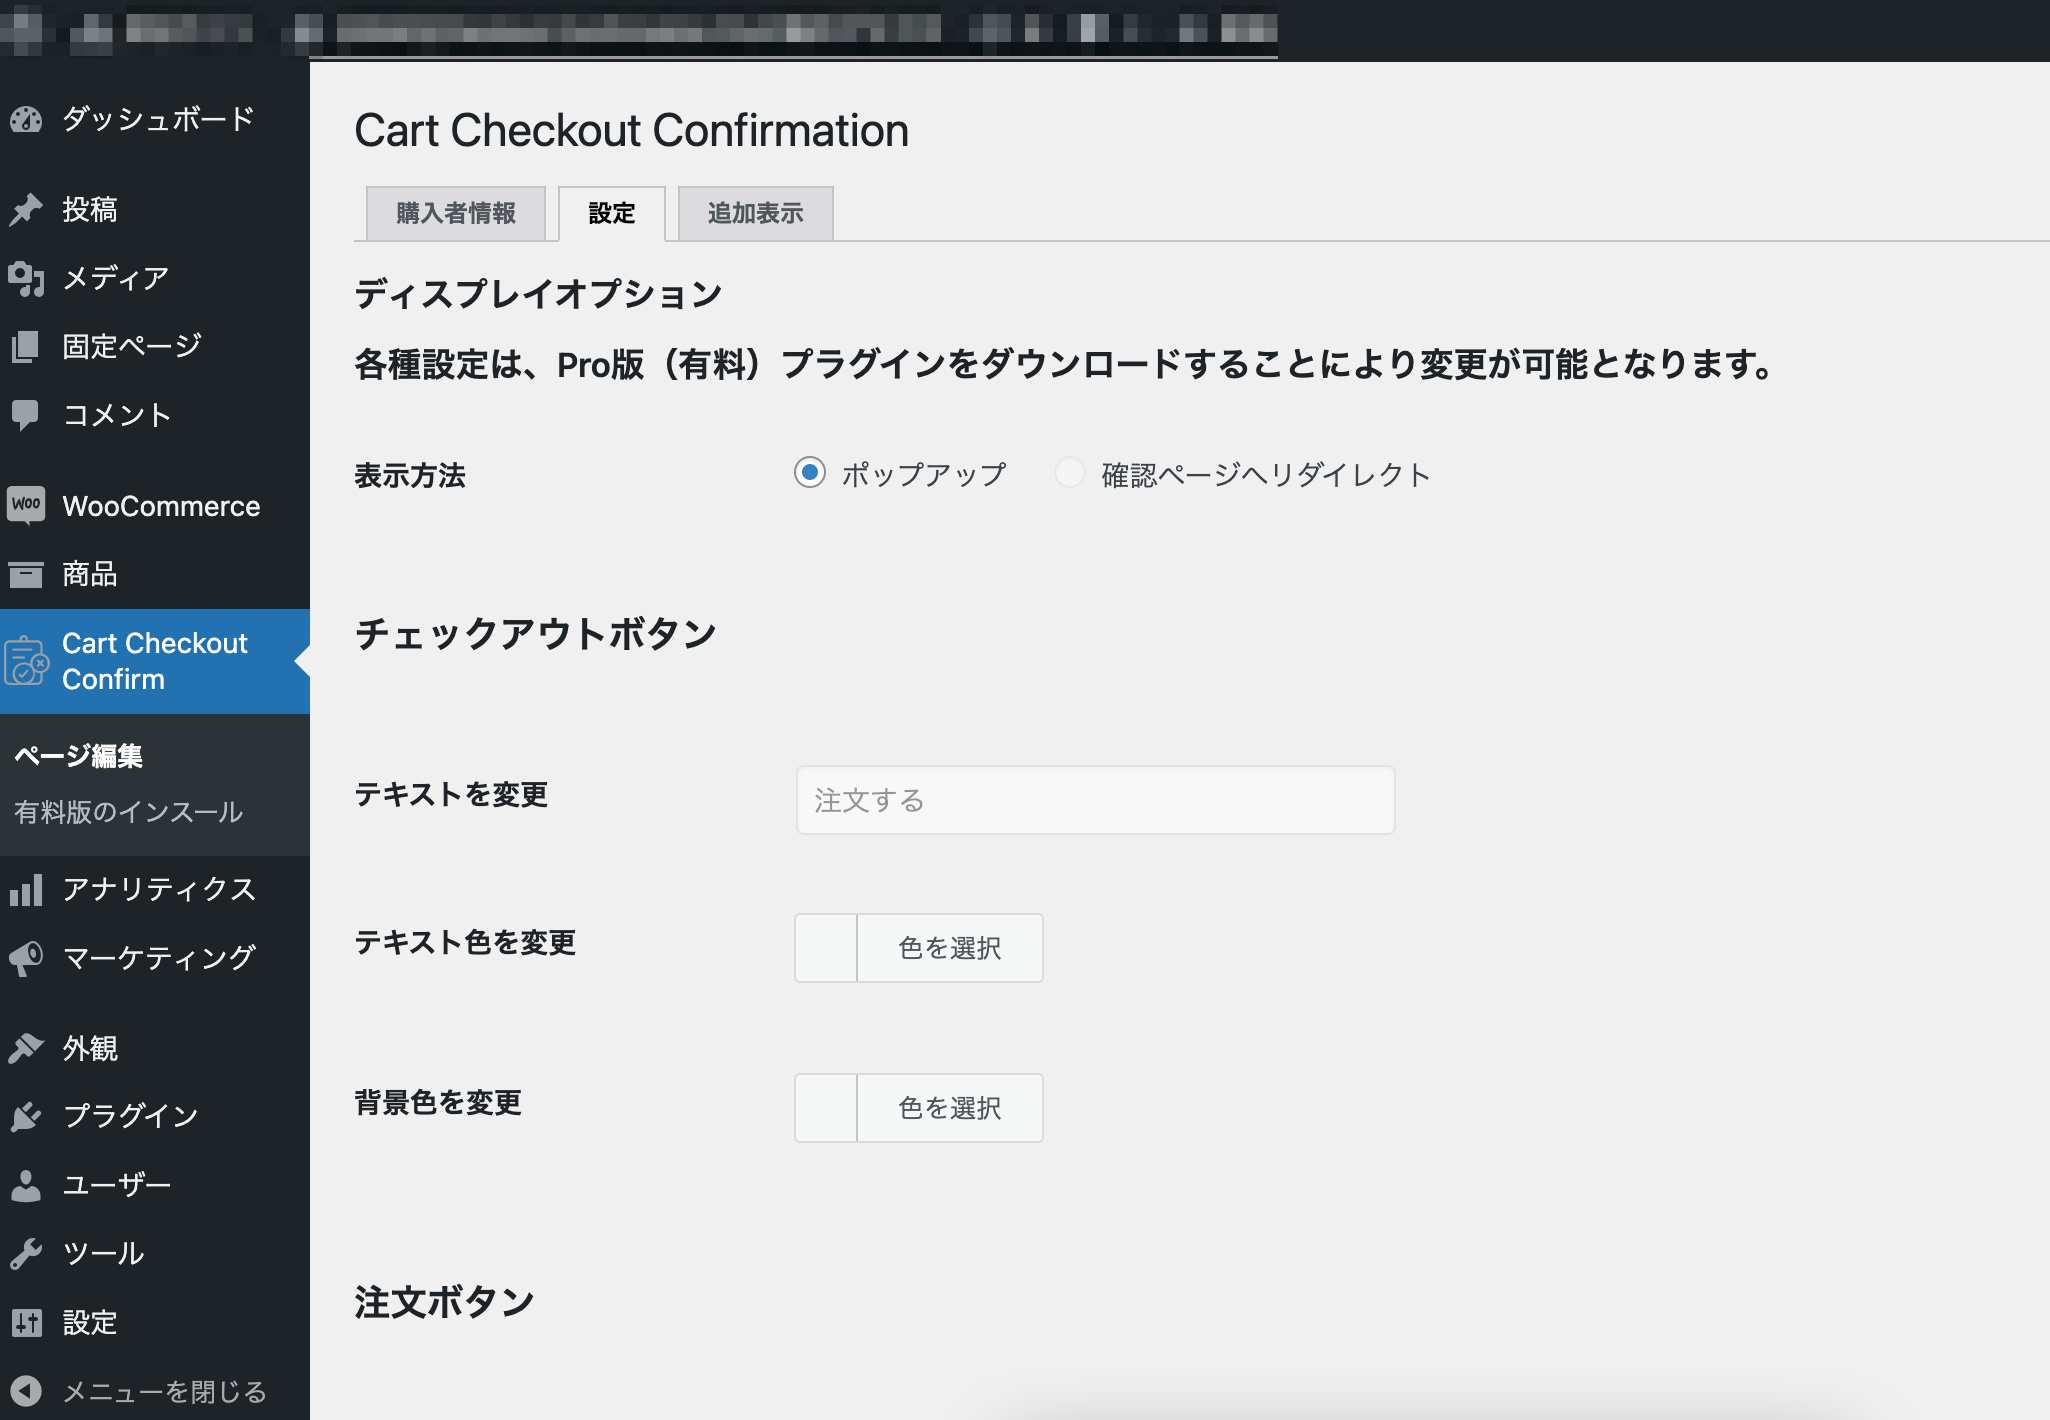 ダッシュボード
投稿
メディア
固定ページ
コメント
Woo
WooCommerce
商品
Cart Checkout
Confirm
ページ編集
有料版のインスール
アナリティクス
マーケティング
外観
プラグイン
ユーザー
ツール
設定
メニューを閉じる
Cart Checkout Confirmation
購入者情報 設定 追加表示
ディスプレイオプション
各種設定は、Pro版（有料）プラグインをダウンロードすることにより変更が可能となります。
表示方法 ポップアップ 確認ページへリダイレクト
チェックアウトボタン
テキストを変更 注文する
テキスト色を変更 色を選択
背景色を変更 色を選択
注文ボタン